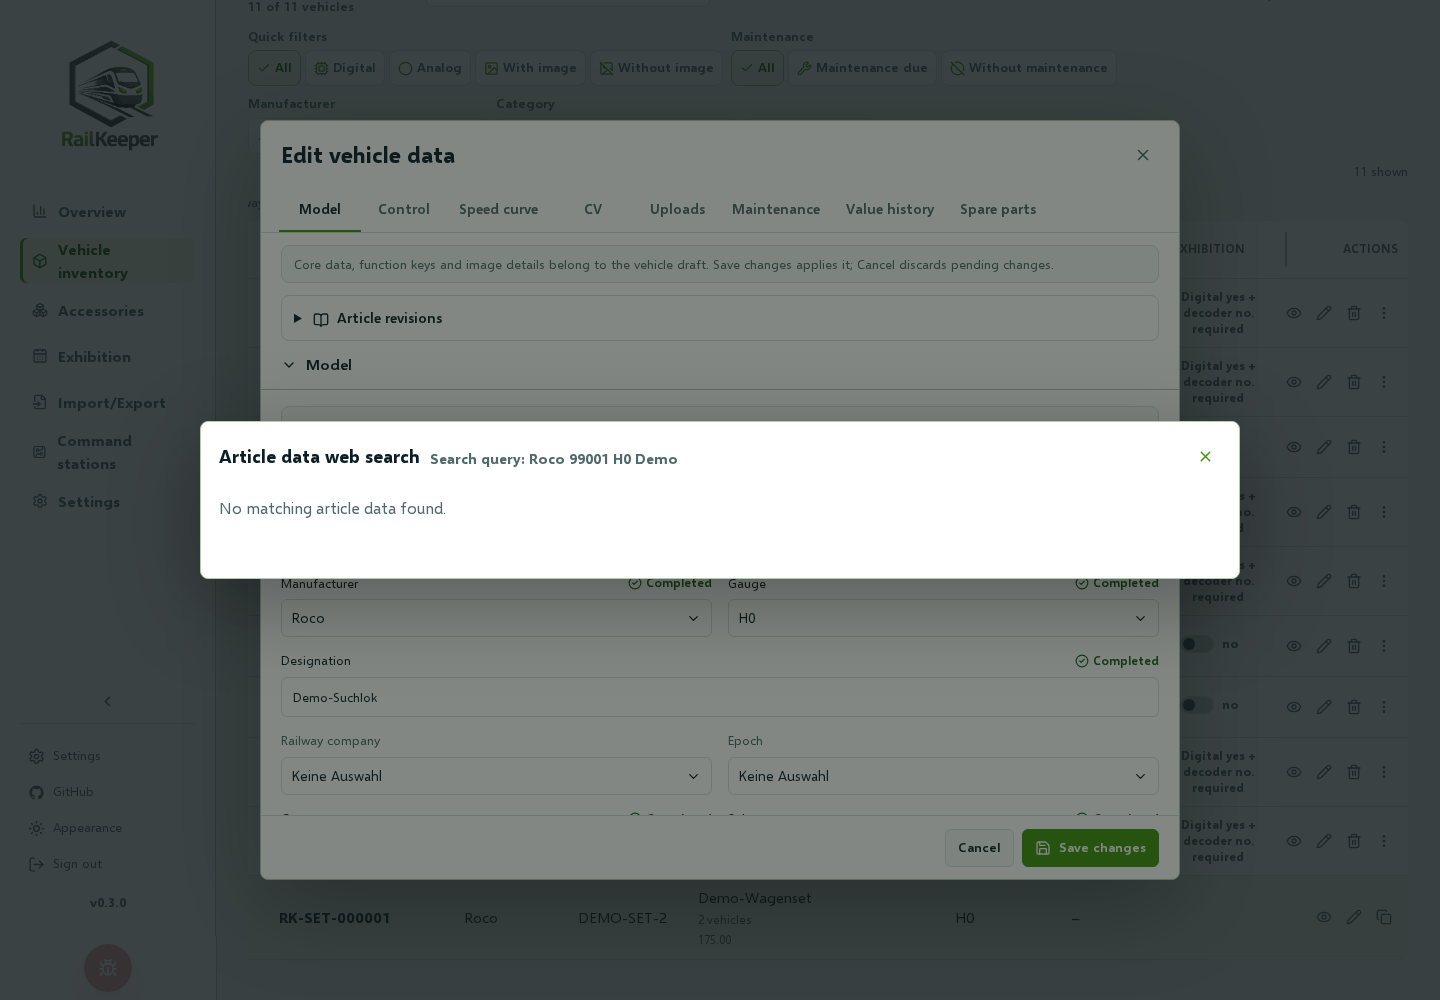 11 of 11 vehicles
Quick filters
Maintenance
All
Digital
Analog
With image
Without image
All
Maintenance due
Without maintenance
Manufacturer
Category
RailKeeper
Overview
Vehicle
inventory
Accessories
Exhibition
Import/Export
Command
stations
Settings
Settings
GitHub
Appearance
Sign out
v0.3.0
11 shown
ACTIONS
Edit vehicle data
Model
Control
Speed curve
CV
Uploads
Maintenance
Value history
Spare parts
Core data, function keys and image details belong to the vehicle draft. Save changes applies it; Cancel discards pending changes.
Article revisions
Model
Article data web search
Search query: Roco 99001 H0 Demo
No matching article data found.
Manufacturer
Completed
Gauge
Completed
Roco
H0
Designation
Completed
Demo-Suchlok
Railway company
Epoch
Keine Auswahl
Keine Auswahl
Cancel
Save changes
Digital yes +
decoder no.
required
Digital yes +
decoder no.
required
decoder no.
required
no
no
Digital yes +
decoder no.
required
Digital yes +
decoder no.
required
RK-SET-000001
Roco
DEMO-SET-2
Demo-Wagenset
2 vehicles
175.00
H0
–